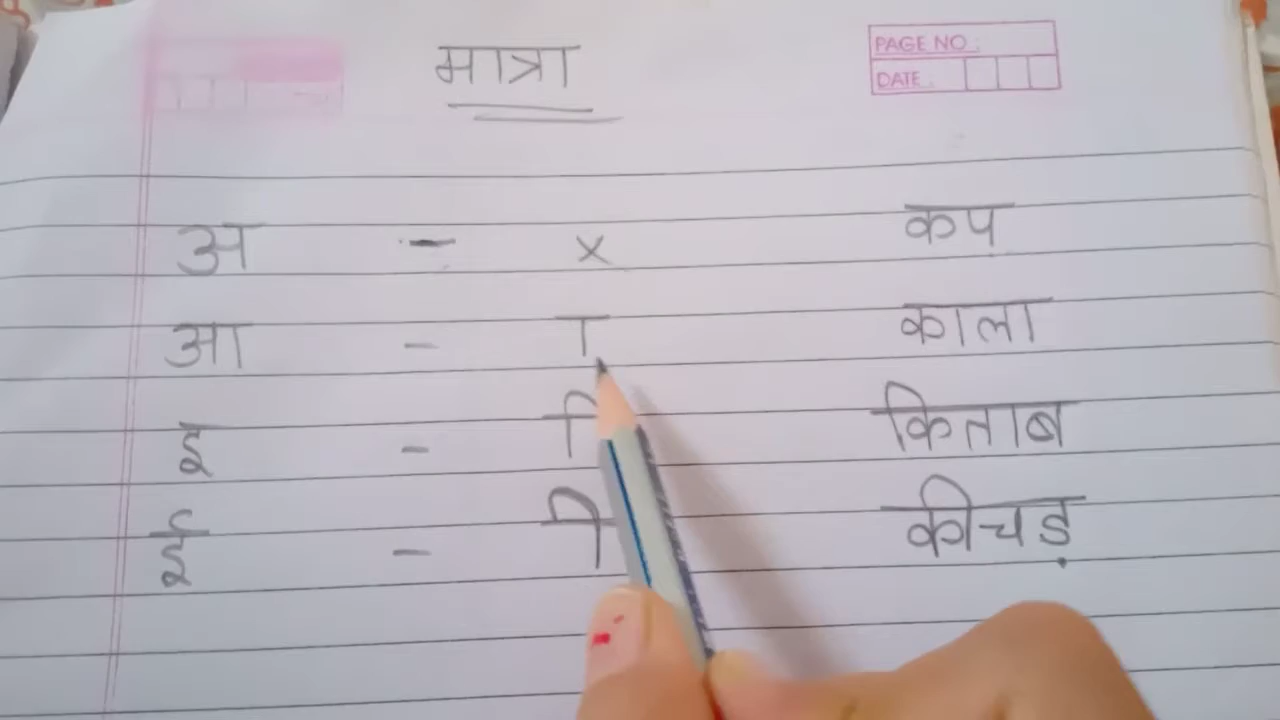 मात्रा
PAGE NO :
DATE :
अ - × कप
आ - ा काला
इ - ि किताब
ई - ी कीचड़